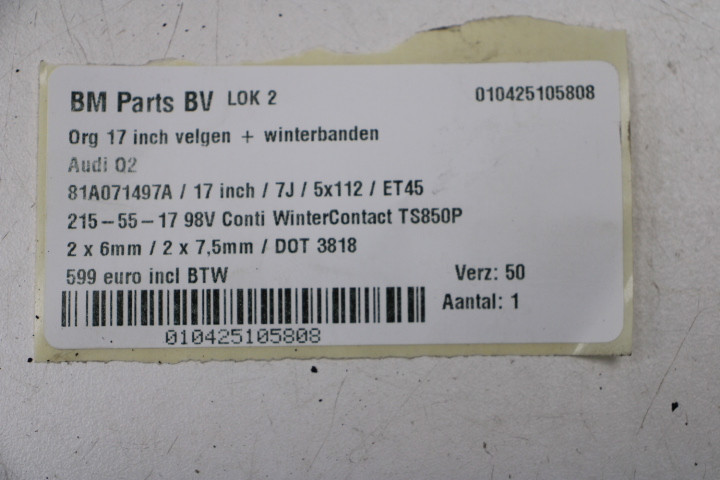 BM Parts BV LOK 2 010425105808
Org 17 inch velgen + winterbanden
Audi Q2
81A071497A / 17 inch / 7J / 5x112 / ET45
215-55-17 98V Conti WinterContact TS850P
2 x 6mm / 2 x 7,5mm / DOT 3818
599 euro incl BTW Verz: 50
Aantal: 1
010425105808